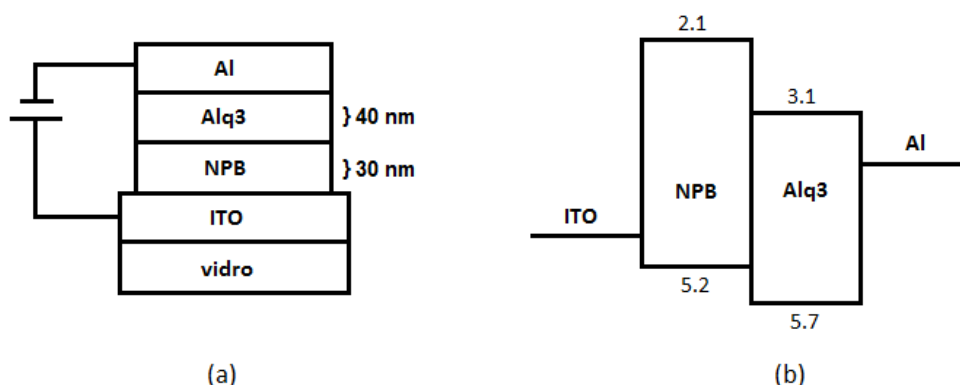 Al
Alq3
} 40 nm
NPB
} 30 nm
ITO
vidro
(a)
2.1
3.1
Al
NPB
Alq3
ITO
5.2
5.7
(b)